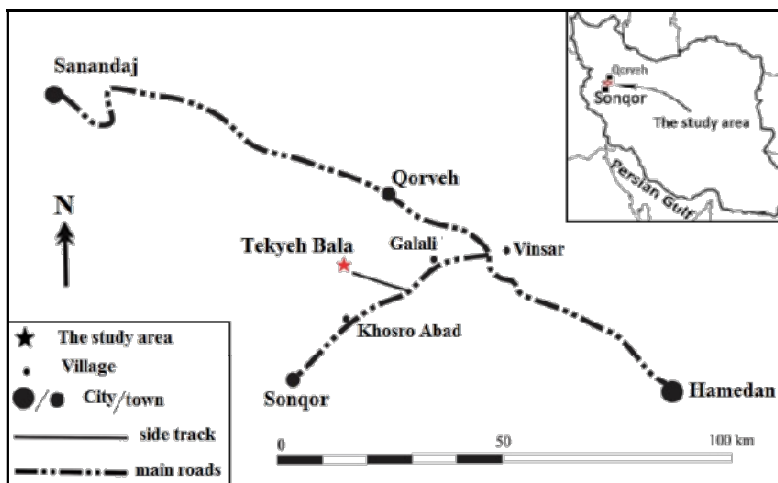 Sanandaj
Qorveh
N
Tekyeh Bala
Galali
Vinsar
Khosro Abad
Sonqor
Hamedan
The study area
Village
City/town
side track
main roads
0
50
100 km
Qorveh
Sonqor
The study area
Persian Gulf